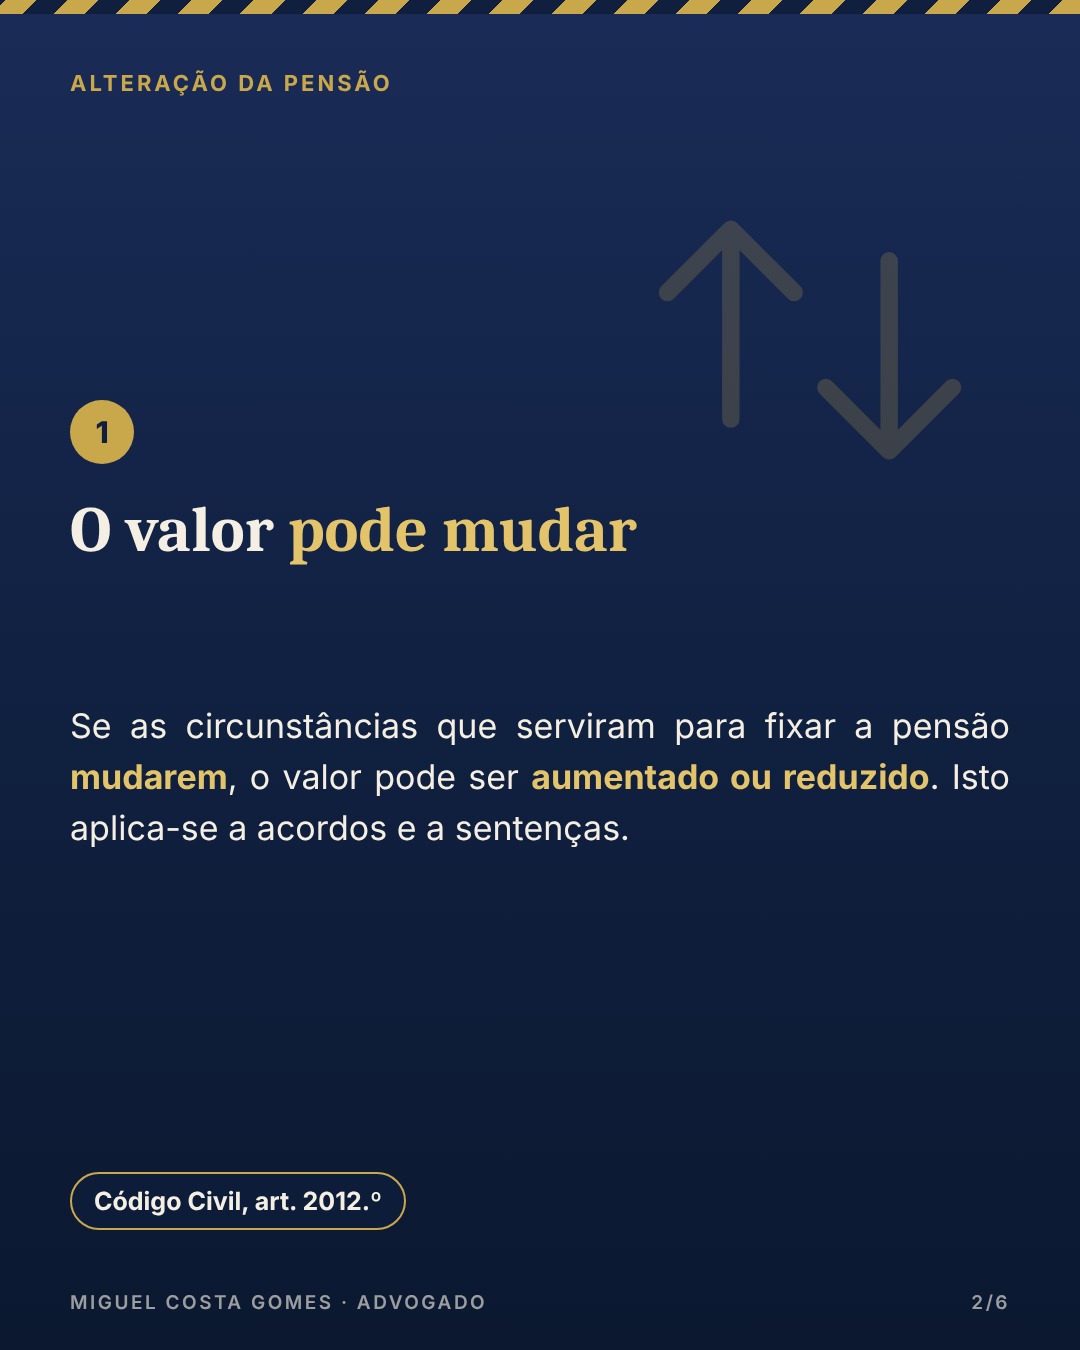 ALTERAÇÃO DA PENSÃO
1
O valor pode mudar
Se as circunstâncias que serviram para fixar a pensão
mudarem, o valor pode ser aumentado ou reduzido. Isto
aplica-se a acordos e a sentenças.
Código Civil, art. 2012.º
MIGUEL COSTA GOMES · ADVOGADO
2/6